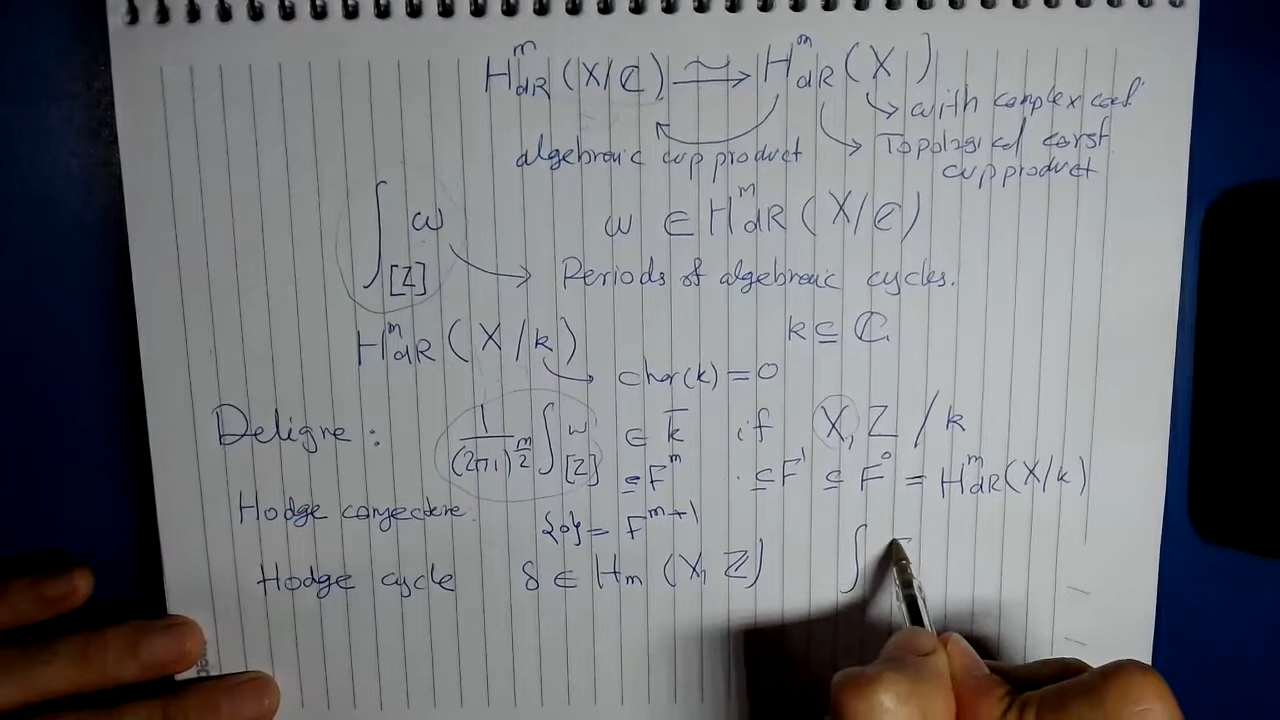 H^m_dR (X/ℂ) ⥲ H^m_dR (X)
→ with complex coef.
algebraic cup product → Topological const.
cup product
∫_[Z] ω ω ∈ H^m_dR (X/ℂ)
→ Periods of algebraic cycles.
H^m_dR (X/k) k ⊆ ℂ
→ char(k) = 0
Deligne : 1/(2πi)^{m/2} ∫_[Z] ω ∈ k̄ if X, Z / k
⊆ F^m . ⊆ F^1 ⊆ F^0 = H^m_dR (X/k)
Hodge conjecture. {0} = F^{m+1}
Hodge cycle δ ∈ H_m (X, ℤ) ∫